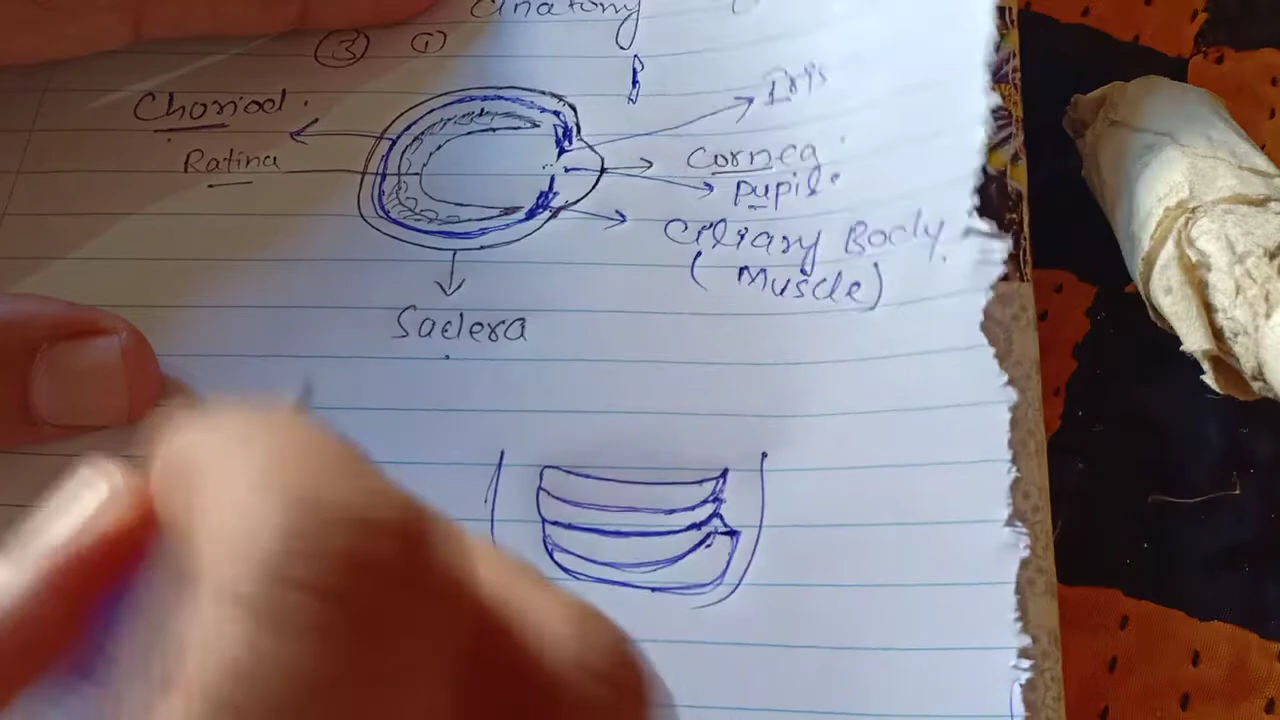 Anatomy
③ ①
Choriod.
Iris
Ratina
Cornea.
Pupil.
Ciliary Body.
(Muscle)
Saclera